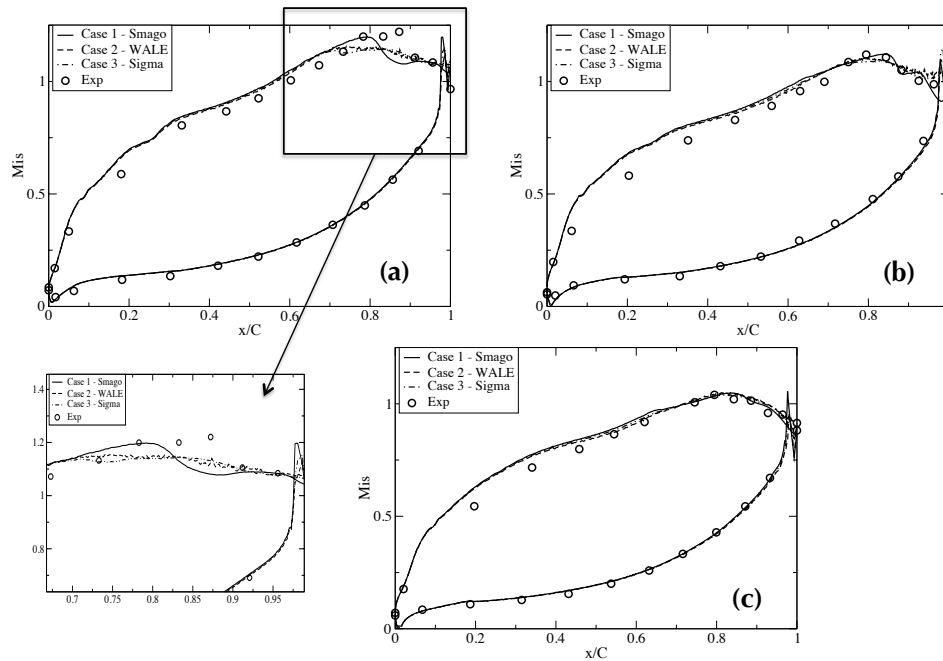 Case 1 - Smago
Case 2 - WALE
Case 3 - Sigma
Exp
1
0.5
0
Mis
0 0.2 0.4 0.6 0.8 1
x/C
(a)
Case 1 - Smago
Case 2 - WALE
Case 3 - Sigma
Exp
1
0.5
0
0 0.2 0.4 0.6 0.8
x/C
(b)
Case 1 - Smago
Case 2 - WALE
Case 3 - Sigma
Exp
1.4
1.2
1
0.8
0.7 0.75 0.8 0.85 0.9 0.95
Case 1 - Smago
Case 2 - WALE
Case 3 - Sigma
Exp
1
0.5
0
Mis
0 0.2 0.4 0.6 0.8 1
x/C
(c)